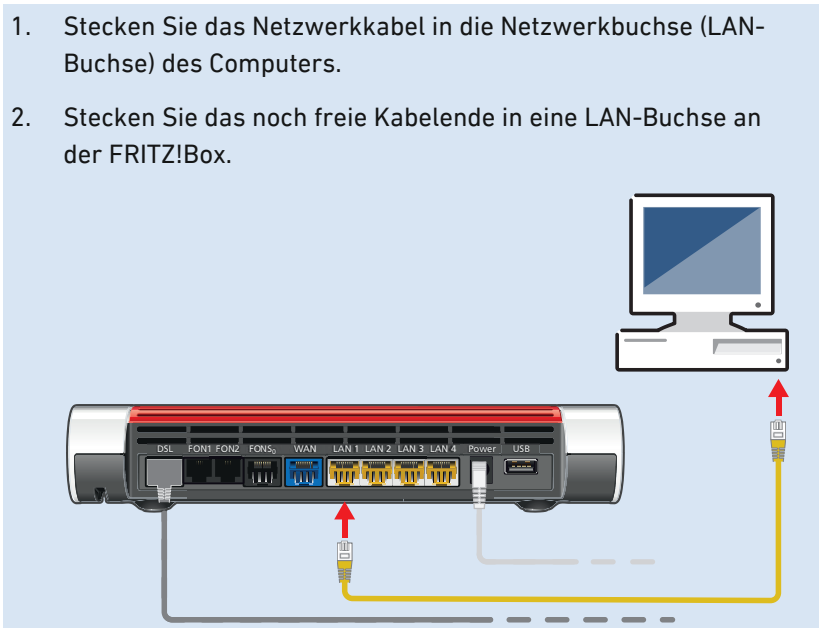 1. Stecken Sie das Netzwerkkabel in die Netzwerkbuchse (LAN-
Buchse) des Computers.
2. Stecken Sie das noch freie Kabelende in eine LAN-Buchse an
der FRITZ!Box.
DSL FON1 FON2 FONS₀ WAN LAN 1 LAN 2 LAN 3 LAN 4 Power USB